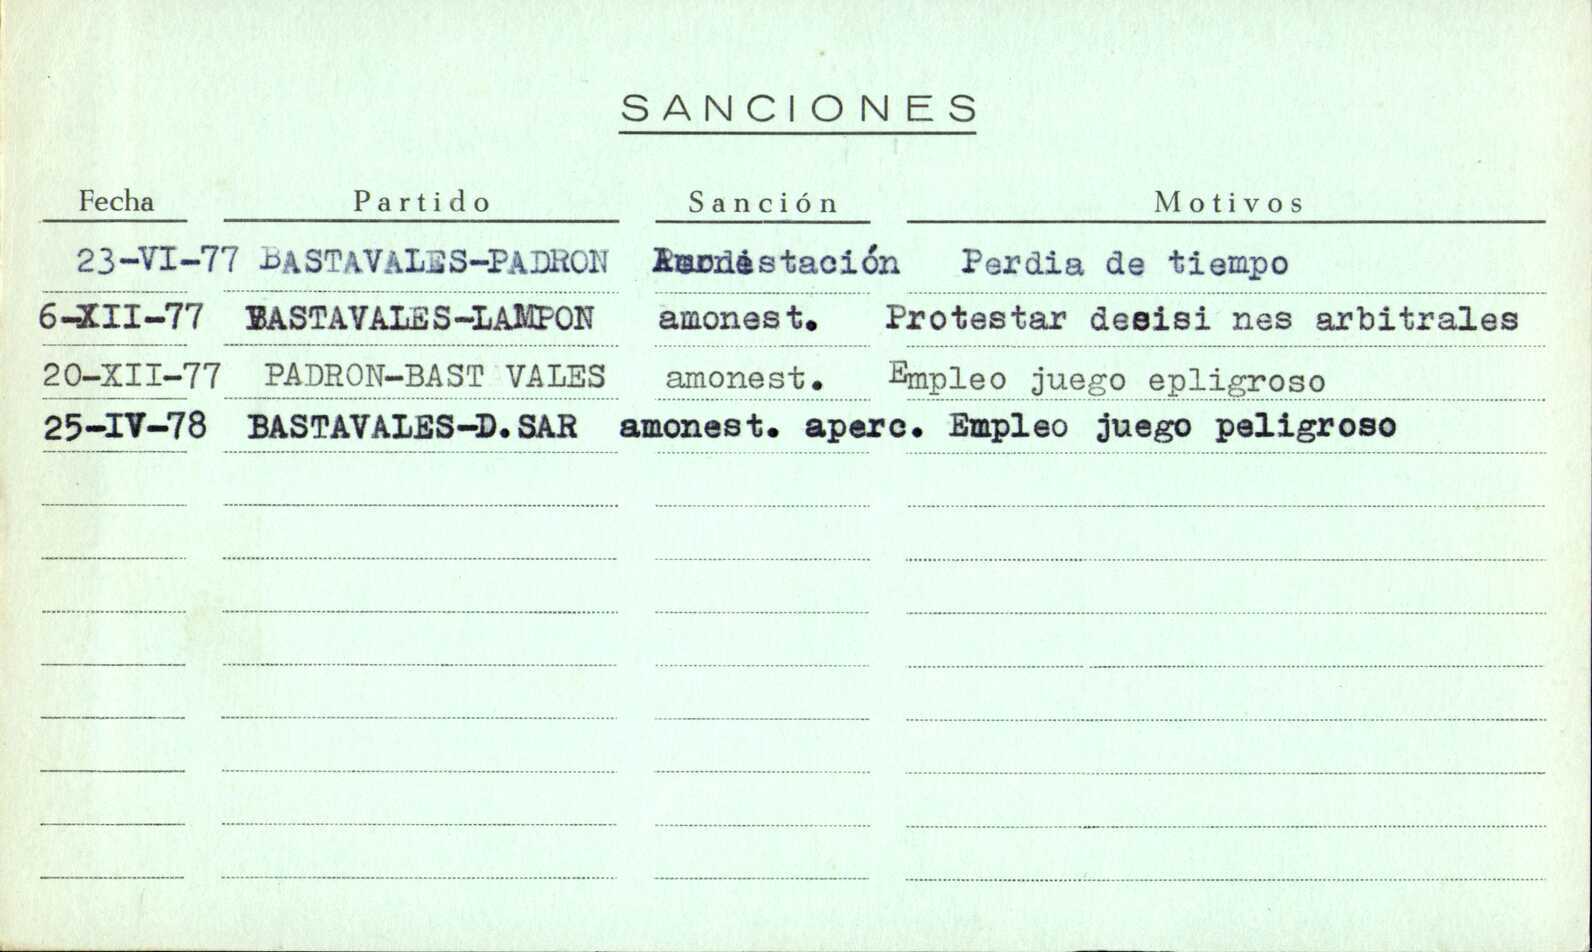 SANCIONES
Fecha Partido Sanción Motivos
23-VI-77 BASTAVALES-PADRON Amonestación Perdia de tiempo
6-XII-77 BASTAVALES-LAMPON amonest. Protestar desisi nes arbitrales
20-XII-77 PADRON-BAST VALES amonest. Empleo juego epligroso
25-IV-78 BASTAVALES-D.SAR amonest. aperc. Empleo juego peligroso